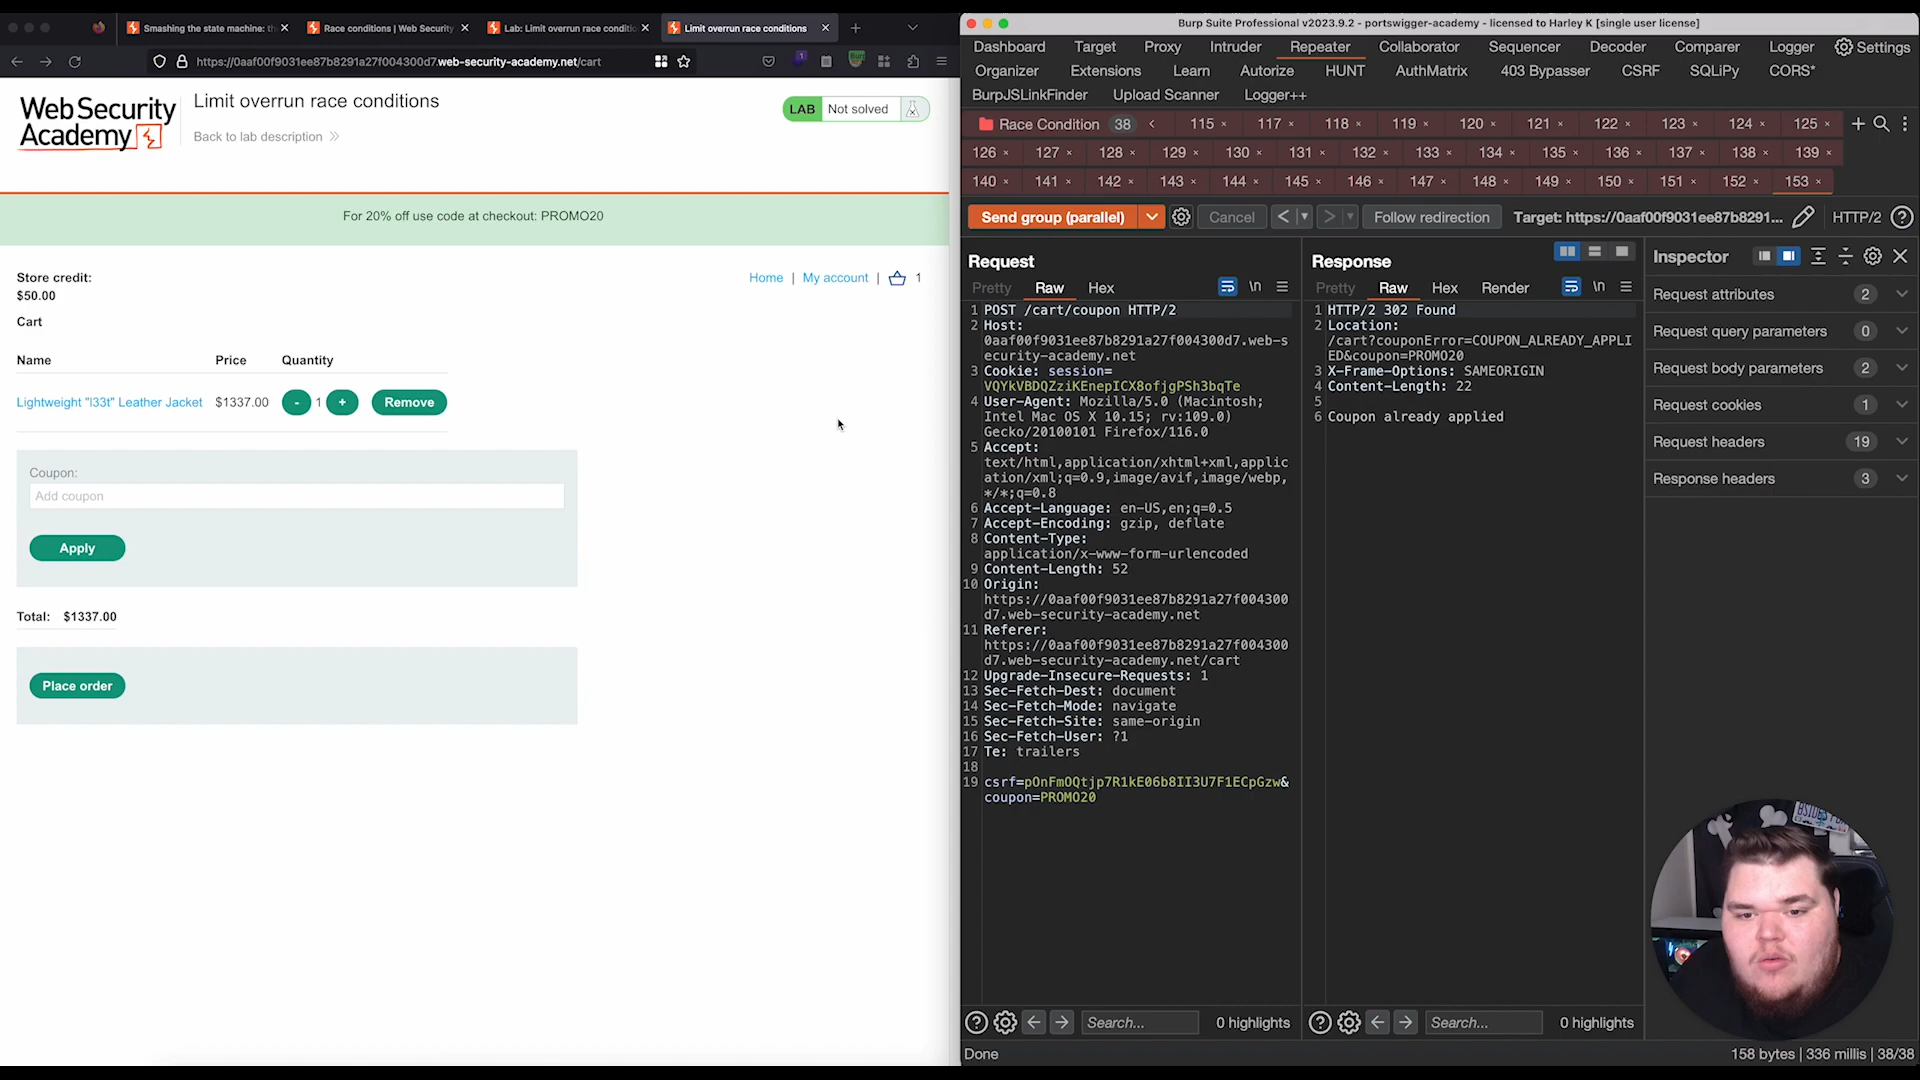 Smashing the state machine: th
Race conditions | Web Security
Lab: Limit overrun race conditio
Limit overrun race conditions
https://0aaf00f9031ee87b8291a27f004300d7.web-security-academy.net/cart
Web Security
Academy
Limit overrun race conditions
Back to lab description
LAB Not solved
For 20% off use code at checkout: PROMO20
Store credit:
$50.00
Home | My account | 1
Cart
Name Price Quantity
Lightweight "l33t" Leather Jacket $1337.00 - 1 + Remove
Coupon:
Add coupon
Apply
Total: $1337.00
Place order
Burp Suite Professional v2023.9.2 - portswigger-academy - licensed to Harley K [single user license]
Dashboard Target Proxy Intruder Repeater Collaborator Sequencer Decoder Comparer Logger Settings
Organizer Extensions Learn Autorize HUNT AuthMatrix 403 Bypasser CSRF SQLiPy CORS*
BurpJSLinkFinder Upload Scanner Logger++
Race Condition 38 < 115 × 117 × 118 × 119 × 120 × 121 × 122 × 123 × 124 × 125 ×
126 × 127 × 128 × 129 × 130 × 131 × 132 × 133 × 134 × 135 × 136 × 137 × 138 × 139 ×
140 × 141 × 142 × 143 × 144 × 145 × 146 × 147 × 148 × 149 × 150 × 151 × 152 × 153 ×
Send group (parallel) Cancel < > Follow redirection Target: https://0aaf00f9031ee87b8291... HTTP/2
Request
Pretty Raw Hex \n
1 POST /cart/coupon HTTP/2
2 Host:
0aaf00f9031ee87b8291a27f004300d7.web-s
ecurity-academy.net
3 Cookie: session=
VQYkVBDQZziKEnepICX8ofjgPSh3bqTe
4 User-Agent: Mozilla/5.0 (Macintosh;
Intel Mac OS X 10.15; rv:109.0)
Gecko/20100101 Firefox/116.0
5 Accept:
text/html,application/xhtml+xml,applic
ation/xml;q=0.9,image/avif,image/webp,
*/*;q=0.8
6 Accept-Language: en-US,en;q=0.5
7 Accept-Encoding: gzip, deflate
8 Content-Type:
application/x-www-form-urlencoded
9 Content-Length: 52
10 Origin:
https://0aaf00f9031ee87b8291a27f004300
d7.web-security-academy.net
11 Referer:
https://0aaf00f9031ee87b8291a27f004300
d7.web-security-academy.net/cart
12 Upgrade-Insecure-Requests: 1
13 Sec-Fetch-Dest: document
14 Sec-Fetch-Mode: navigate
15 Sec-Fetch-Site: same-origin
16 Sec-Fetch-User: ?1
17 Te: trailers
18
19 csrf=pOnFmOQtjp7R1kE06b8II3U7F1ECpGzw&
coupon=PROMO20
Search... 0 highlights
Response
Pretty Raw Hex Render \n
1 HTTP/2 302 Found
2 Location:
/cart?couponError=COUPON_ALREADY_APPLI
ED&coupon=PROMO20
3 X-Frame-Options: SAMEORIGIN
4 Content-Length: 22
5
6 Coupon already applied
Search... 0 highlights
Inspector
Request attributes 2
Request query parameters 0
Request body parameters 2
Request cookies 1
Request headers 19
Response headers 3
Done
158 bytes | 336 millis | 38/38